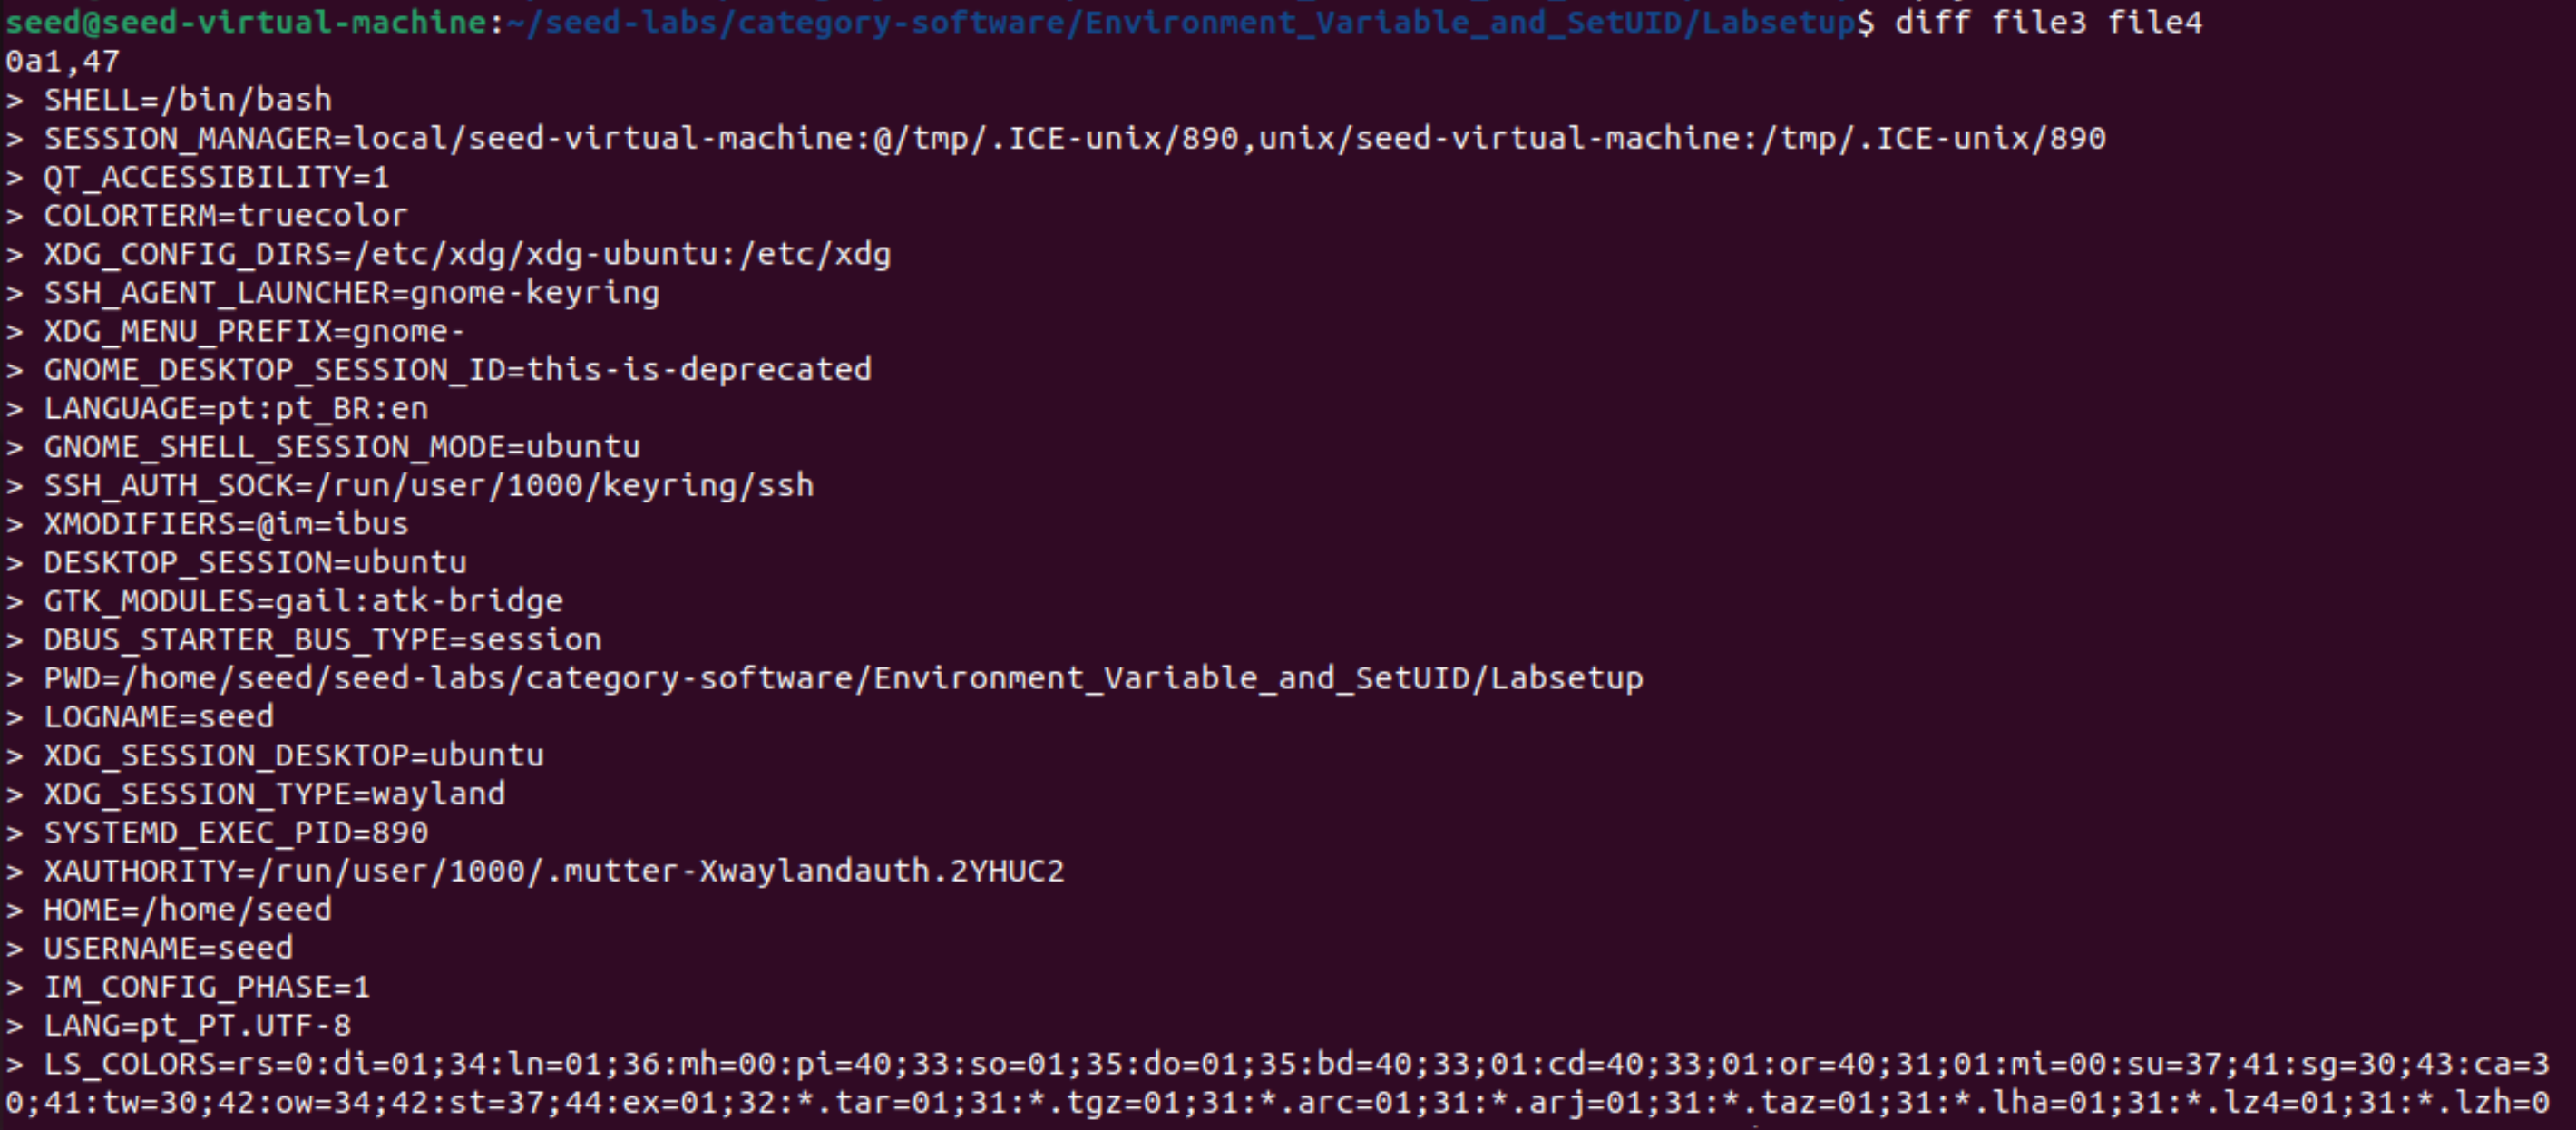 seed@seed-virtual-machine:~/seed-labs/category-software/Environment_Variable_and_SetUID/Labsetup$ diff file3 file4
0a1,47
> SHELL=/bin/bash
> SESSION_MANAGER=local/seed-virtual-machine:@/tmp/.ICE-unix/890,unix/seed-virtual-machine:/tmp/.ICE-unix/890
> QT_ACCESSIBILITY=1
> COLORTERM=truecolor
> XDG_CONFIG_DIRS=/etc/xdg/xdg-ubuntu:/etc/xdg
> SSH_AGENT_LAUNCHER=gnome-keyring
> XDG_MENU_PREFIX=gnome-
> GNOME_DESKTOP_SESSION_ID=this-is-deprecated
> LANGUAGE=pt:pt_BR:en
> GNOME_SHELL_SESSION_MODE=ubuntu
> SSH_AUTH_SOCK=/run/user/1000/keyring/ssh
> XMODIFIERS=@im=ibus
> DESKTOP_SESSION=ubuntu
> GTK_MODULES=gail:atk-bridge
> DBUS_STARTER_BUS_TYPE=session
> PWD=/home/seed/seed-labs/category-software/Environment_Variable_and_SetUID/Labsetup
> LOGNAME=seed
> XDG_SESSION_DESKTOP=ubuntu
> XDG_SESSION_TYPE=wayland
> SYSTEMD_EXEC_PID=890
> XAUTHORITY=/run/user/1000/.mutter-Xwaylandauth.2YHUC2
> HOME=/home/seed
> USERNAME=seed
> IM_CONFIG_PHASE=1
> LANG=pt_PT.UTF-8
> LS_COLORS=rs=0:di=01;34:ln=01;36:mh=00:pi=40;33:so=01;35:do=01;35:bd=40;33;01:cd=40;33;01:or=40;31;01:mi=00:su=37;41:sg=30;43:ca=3
0;41:tw=30;42:ow=34;42:st=37;44:ex=01;32:*.tar=01;31:*.tgz=01;31:*.arc=01;31:*.arj=01;31:*.taz=01;31:*.lha=01;31:*.lz4=01;31:*.lzh=0